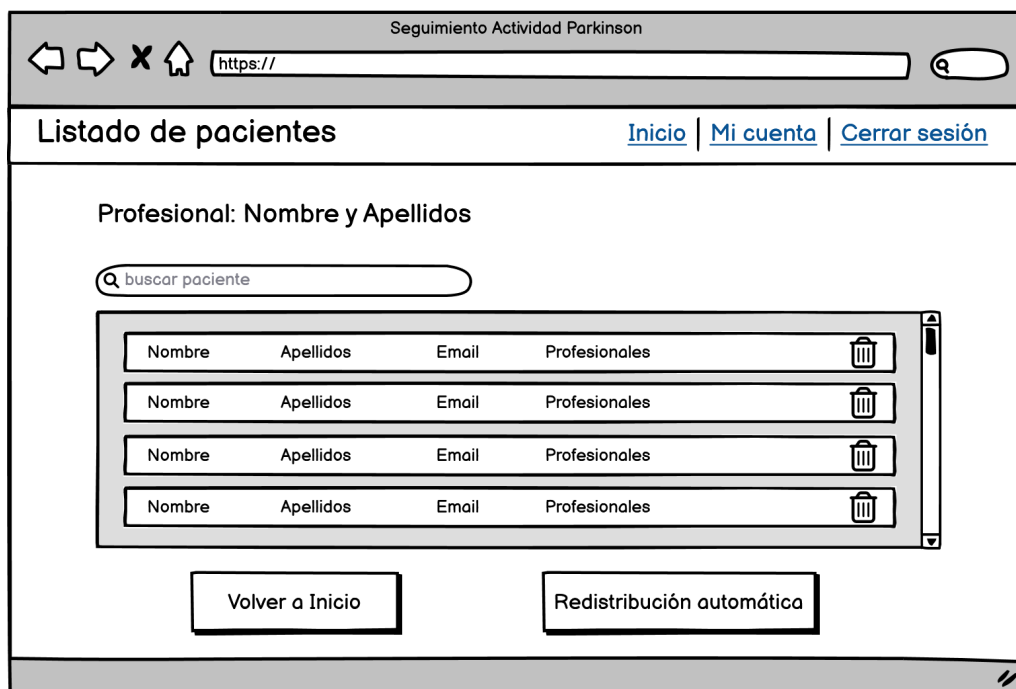 Seguimiento Actividad Parkinson
https://
Listado de pacientes Inicio | Mi cuenta | Cerrar sesión
Profesional: Nombre y Apellidos
buscar paciente
Nombre Apellidos Email Profesionales
Nombre Apellidos Email Profesionales
Nombre Apellidos Email Profesionales
Nombre Apellidos Email Profesionales
Volver a Inicio Redistribución automática